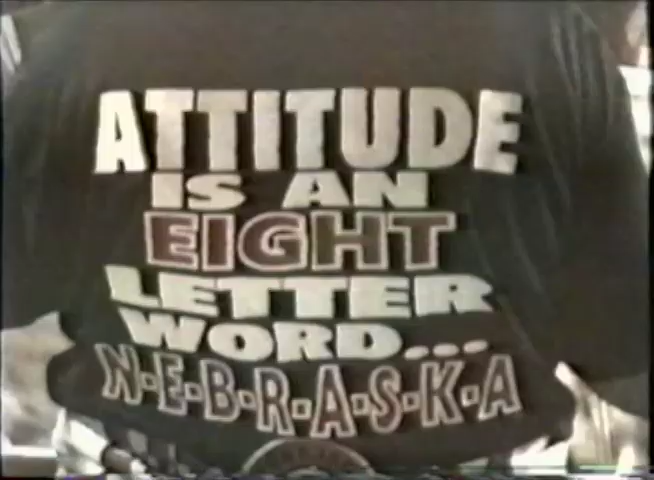 ATTITUDE
IS AN
EIGHT
LETTER
WORD...
N•E•B•R•A•S•K•A